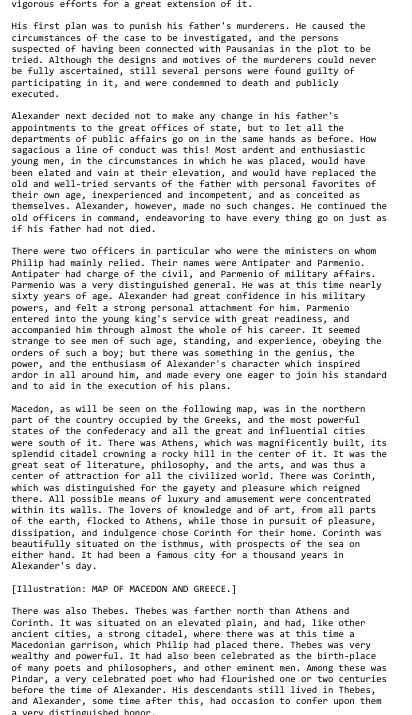 vigorous efforts for a great extension of it.
His first plan was to punish his father's murderers. He caused the
circumstances of the case to be investigated, and the persons
suspected of having been connected with Pausanias in the plot to be
tried. Although the designs and motives of the murderers could never
be fully ascertained, still several persons were found guilty of
participating in it, and were condemned to death and publicly
executed.
Alexander next decided not to make any change in his father's
appointments to the great offices of state, but to let all the
departments of public affairs go on in the same hands as before. How
sagacious a line of conduct was this! Most ardent and enthusiastic
young men, in the circumstances in which he was placed, would have
been elated and vain at their elevation, and would have replaced the
old and well-tried servants of the father with personal favorites of
their own age, inexperienced and incompetent, and as conceited as
themselves. Alexander, however, made no such changes. He continued the
old officers in command, endeavoring to have every thing go on just as
if his father had not died.
There were two officers in particular who were the ministers on whom
Philip had mainly relied. Their names were Antipater and Parmenio.
Antipater had charge of the civil, and Parmenio of military affairs.
Parmenio was a very distinguished general. He was at this time nearly
sixty years of age. Alexander had great confidence in his military
powers, and felt a strong personal attachment for him. Parmenio
entered into the young king's service with great readiness, and
accompanied him through almost the whole of his career. It seemed
strange to see men of such age, standing, and experience, obeying the
orders of such a boy; but there was something in the genius, the
power, and the enthusiasm of Alexander's character which inspired
ardor in all around him, and made every one eager to join his standard
and to aid in the execution of his plans.
Macedon, as will be seen on the following map, was in the northern
part of the country occupied by the Greeks, and the most powerful
states of the confederacy and all the great and influential cities
were south of it. There was Athens, which was magnificently built, its
splendid citadel crowning a rocky hill in the center of it. It was the
great seat of literature, philosophy, and the arts, and was thus a
center of attraction for all the civilized world. There was Corinth,
which was distinguished for the gayety and pleasure which reigned
there. All possible means of luxury and amusement were concentrated
within its walls. The lovers of knowledge and of art, from all parts
of the earth, flocked to Athens, while those in pursuit of pleasure,
dissipation, and indulgence chose Corinth for their home. Corinth was
beautifully situated on the isthmus, with prospects of the sea on
either hand. It had been a famous city for a thousand years in
Alexander's day.
[Illustration: MAP OF MACEDON AND GREECE.]
There was also Thebes. Thebes was farther north than Athens and
Corinth. It was situated on an elevated plain, and had, like other
ancient cities, a strong citadel, where there was at this time a
Macedonian garrison, which Philip had placed there. Thebes was very
wealthy and powerful. It had also been celebrated as the birth-place
of many poets and philosophers, and other eminent men. Among these was
Pindar, a very celebrated poet who had flourished one or two centuries
before the time of Alexander. His descendants still lived in Thebes,
and Alexander, some time after this, had occasion to confer upon them
a very distinguished honor.